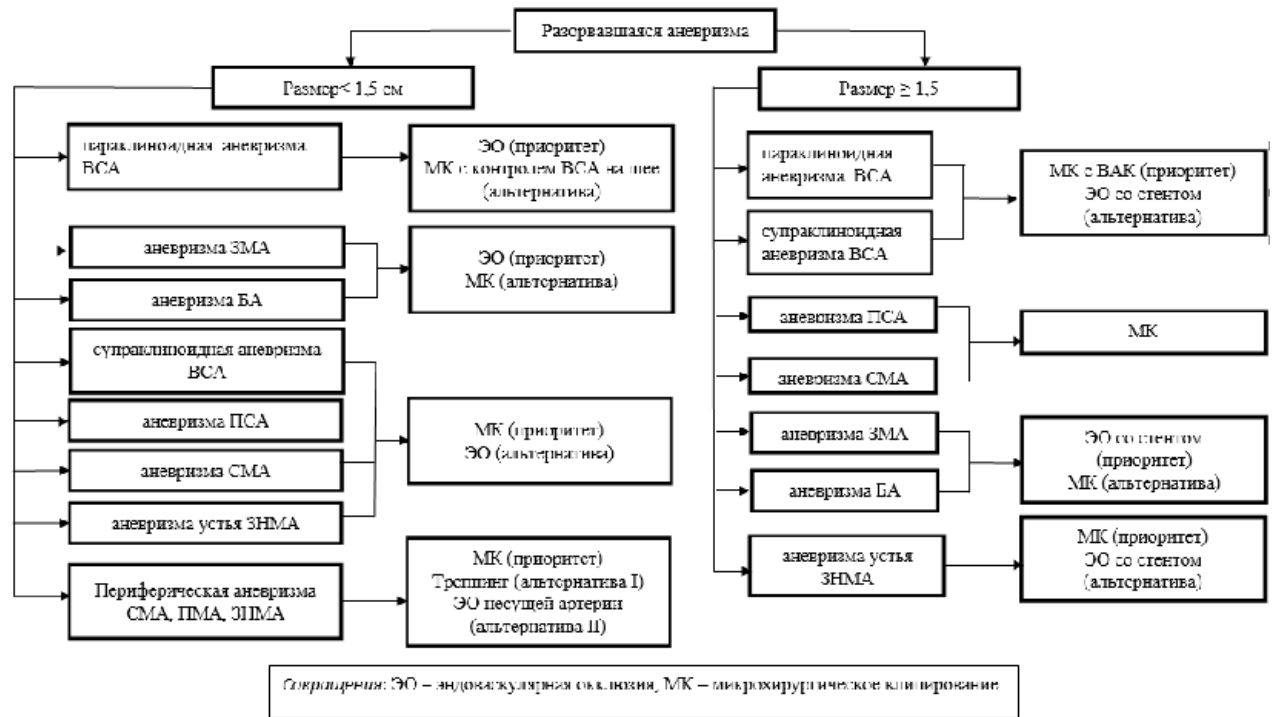 Разорвавшаяся аневризма
Размер< 1,5 см
параклиноидная аневризма
ВСА
ЭО (приоритет)
МК с контролем ВСА на шее
(альтернатива)
аневризма ЗМА
аневризма БА
ЭО (приоритет)
МК (альтернатива)
супраклиноидная аневризма
ВСА
аневризма ПСА
аневризма СМА
аневризма устья ЗНМА
МК (приоритет)
ЭО (альтернатива)
Периферическая аневризма
СМА, ПМА, ЗНМА
МК (приоритет)
Треппинг (альтернатива I)
ЭО несущей артерии
(альтернатива II)
Размер ≥ 1,5
параклиноидная
аневризма ВСА
супраклиноидная
аневризма ВСА
МК с ВАК (приоритет)
ЭО со стентом
(альтернатива)
аневризма ПСА
аневризма СМА
МК
аневризма ЗМА
аневризма БА
ЭО со стентом
(приоритет)
МК (альтернатива)
аневризма устья
ЗНМА
МК (приоритет)
ЭО со стентом
(альтернатива)
Сокращения: ЭО – эндоваскулярная окклюзия, МК – микрохирургическое клипирование